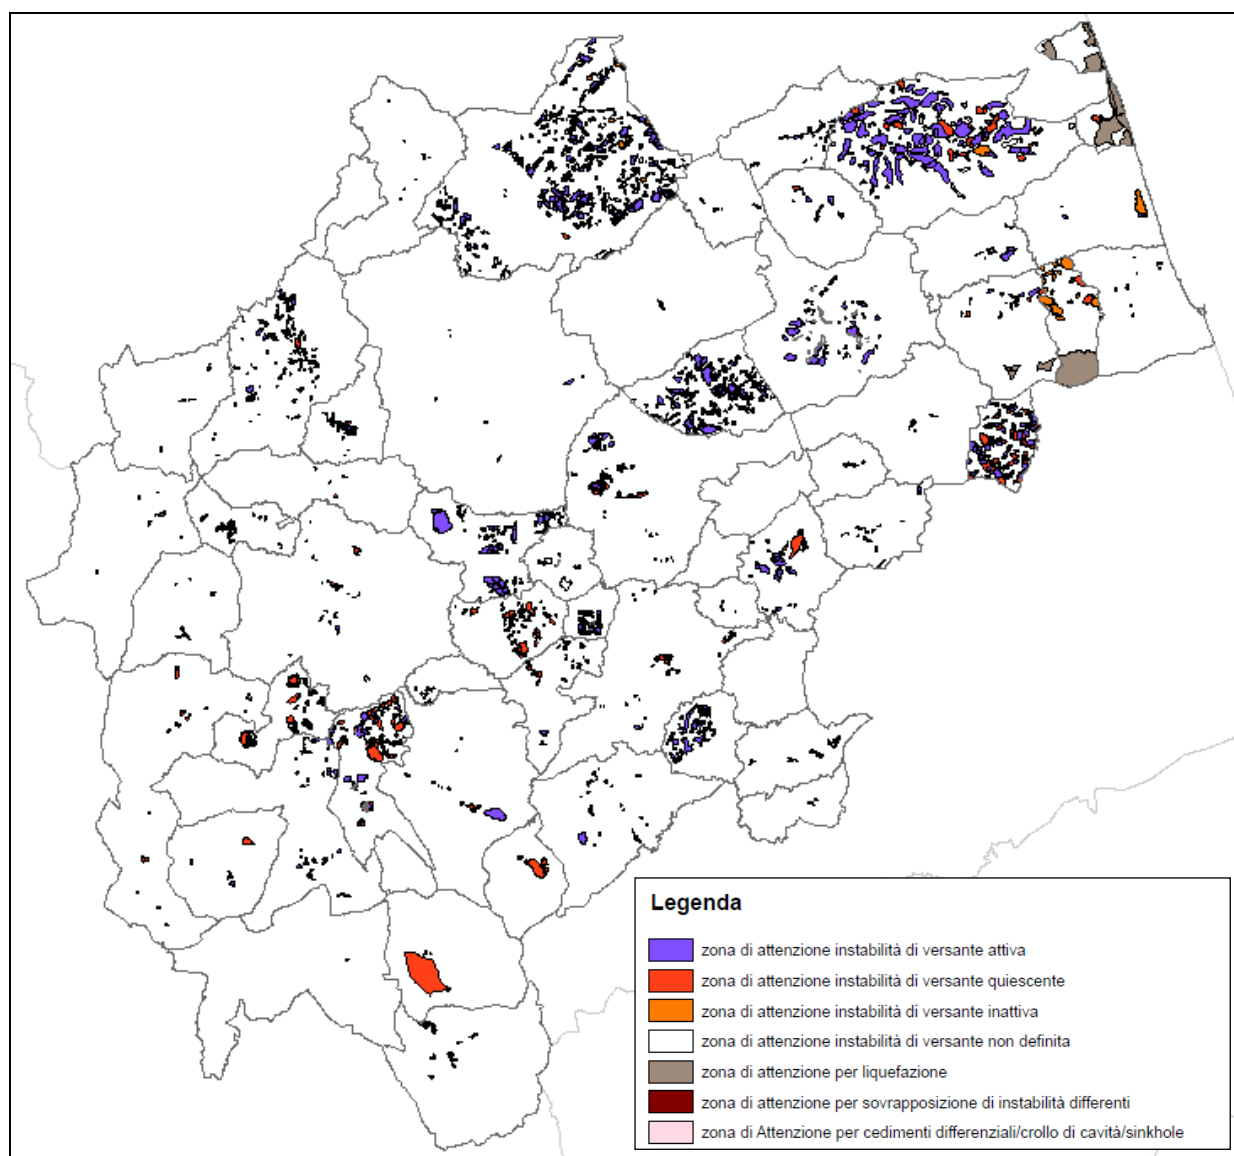 Legenda
zona di attenzione instabilità di versante attiva
zona di attenzione instabilità di versante quiescente
zona di attenzione instabilità di versante inattiva
zona di attenzione instabilità di versante non definita
zona di attenzione per liquefazione
zona di attenzione per sovrapposizione di instabilità differenti
zona di Attenzione per cedimenti differenziali/crollo di cavità/sinkhole